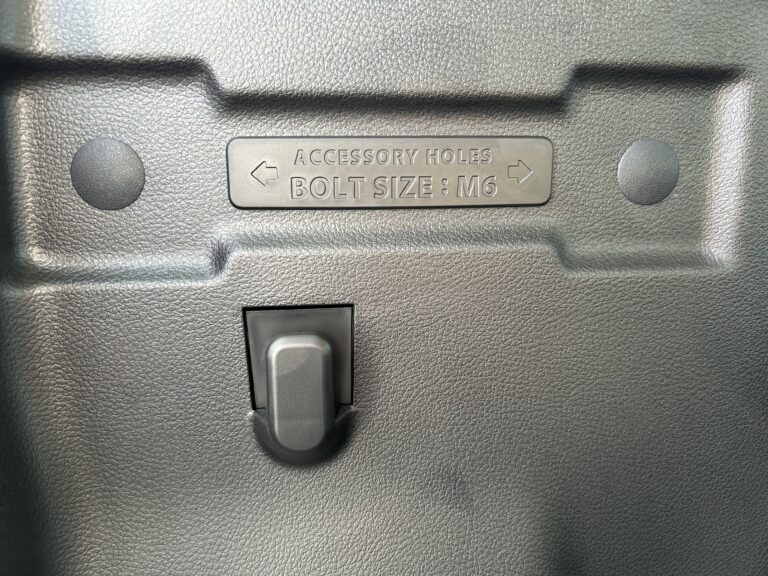 ACCESSORY HOLES
BOLT SIZE : M6